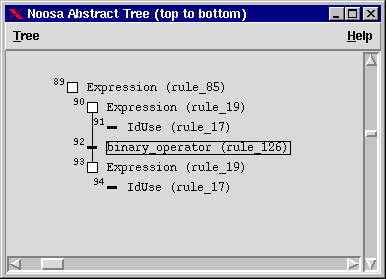 Noosa Abstract Tree (top to bottom)
Tree Help
89 Expression (rule_85)
90 Expression (rule_19)
91 IdUse (rule_17)
92 binary_operator (rule_126)
93 Expression (rule_19)
94 IdUse (rule_17)